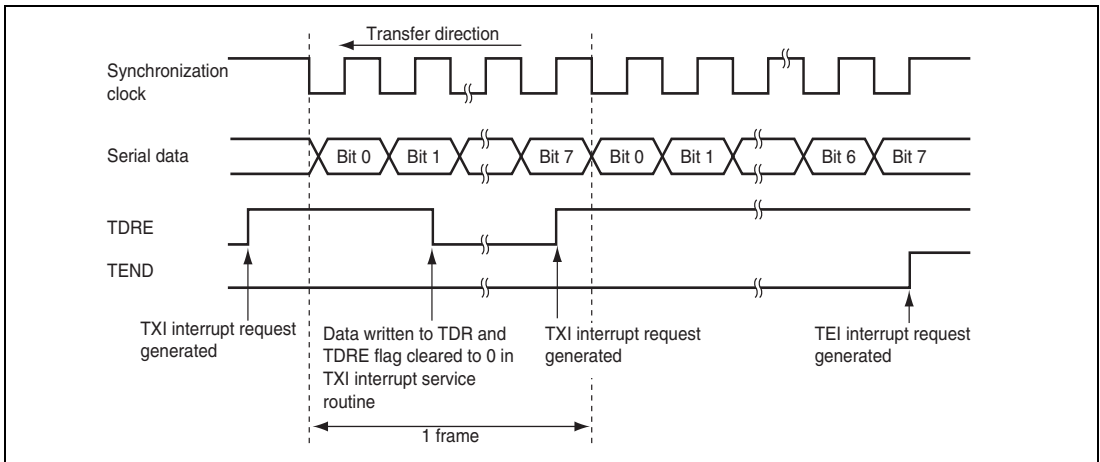 Transfer direction
Synchronization
clock
Serial data
Bit 0
Bit 1
Bit 7
Bit 0
Bit 1
Bit 6
Bit 7
TDRE
TEND
TXI interrupt request
generated
Data written to TDR and
TDRE flag cleared to 0 in
TXI interrupt service
routine
TXI interrupt request
generated
TEI interrupt request
generated
1 frame